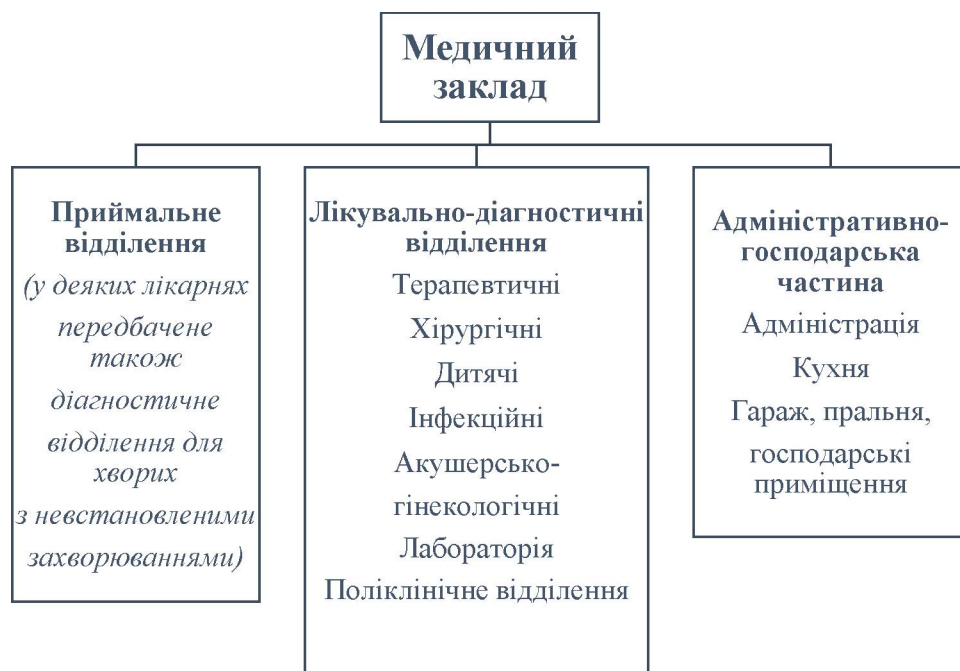 Медичний
заклад
Приймальне
відділення
(у деяких лікарнях
передбачене
також
діагностичне
відділення для
хворих
з невстановленими
захворюваннями)
Лікувально-діагностичні
відділення
Терапевтичні
Хірургічні
Дитячі
Інфекційні
Акушерсько-
гінекологічні
Лабораторія
Поліклінічне відділення
Адміністративно-
господарська
частина
Адміністрація
Кухня
Гараж, пральня,
господарські
приміщення